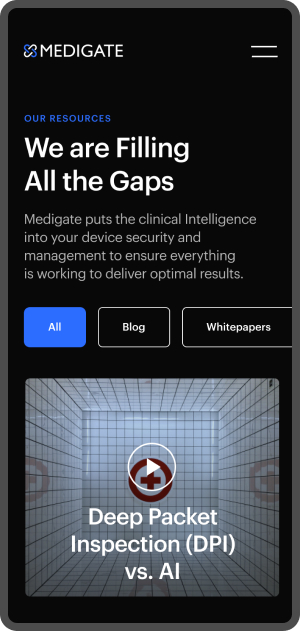 MEDIGATE
OUR RESOURCES
We are Filling
All the Gaps
Medigate puts the clinical Intelligence
into your device security and
management to ensure everything
is working to deliver optimal results.
All
Blog
Whitepapers
Deep Packet
Inspection (DPI)
vs. AI